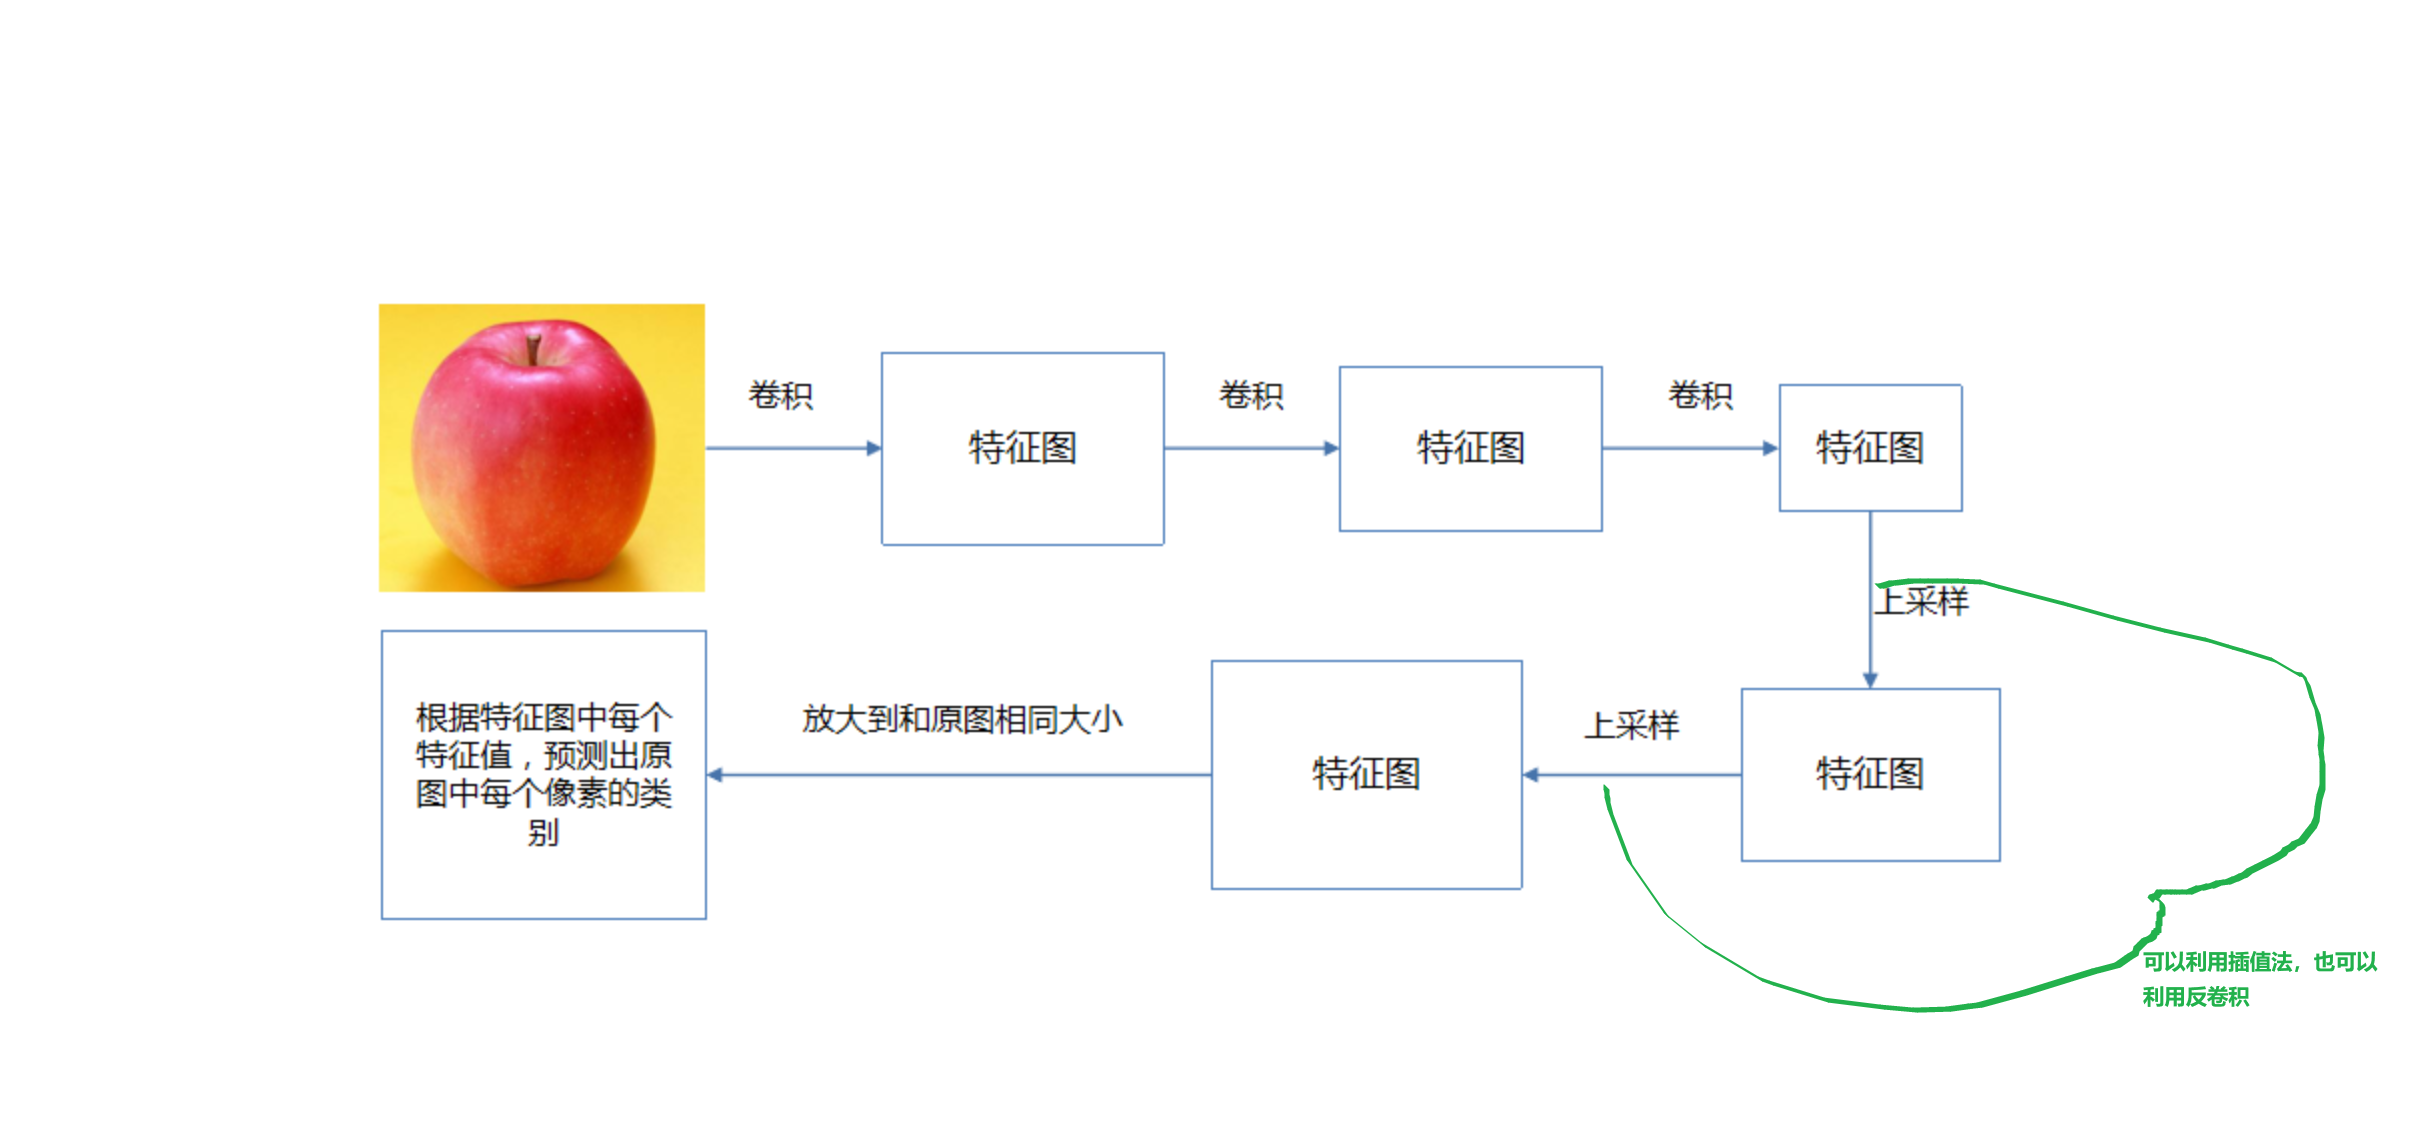 卷积
特征图
卷积
特征图
卷积
特征图
上采样
特征图
上采样
特征图
放大到和原图相同大小
根据特征图中每个
特征值，预测出原
图中每个像素的类
别
可以利用插值法，也可以
利用反卷积